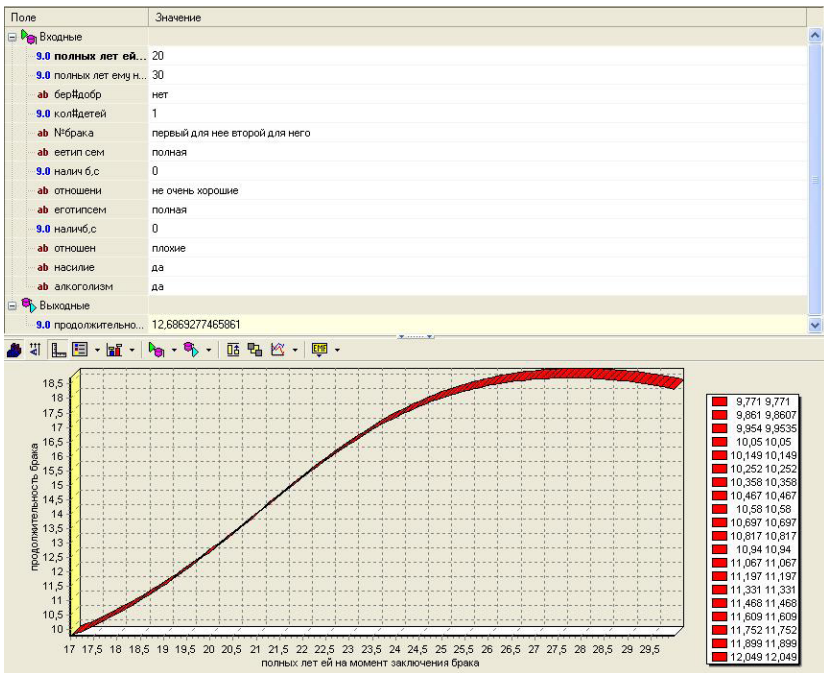 Поле Значение
Входные
9.0 полных лет ей... 20
9.0 полных лет ему н... 30
ab бер#добр нет
9.0 кол#детей 1
ab №брака первый для нее второй для него
ab еетип сем полная
9.0 налич б,с 0
ab отношени не очень хорошие
ab еготипсем полная
9.0 наличб,с 0
ab отношен плохие
ab насилие да
ab алкоголизм да
Выходные
9.0 продолжительно... 12,6869277465861
EMF
продолжительность брака
18,5
18
17,5
17
16,5
16
15,5
15
14,5
14
13,5
13
12,5
12
11,5
11
10,5
10
17 17,5 18 18,5 19 19,5 20 20,5 21 21,5 22 22,5 23 23,5 24 24,5 25 25,5 26 26,5 27 27,5 28 28,5 29 29,5
полных лет ей на момент заключения брака
9,771 9,771
9,861 9,8607
9,954 9,9535
10,05 10,05
10,149 10,149
10,252 10,252
10,358 10,358
10,467 10,467
10,58 10,58
10,697 10,697
10,817 10,817
10,94 10,94
11,067 11,067
11,197 11,197
11,331 11,331
11,468 11,468
11,609 11,609
11,752 11,752
11,899 11,899
12,049 12,049